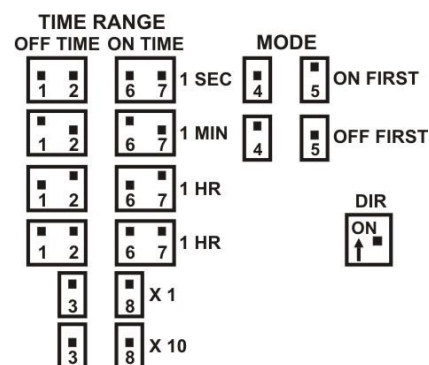 TIME RANGE
OFF TIME ON TIME MODE
1 2 6 7 1 SEC 4 5 ON FIRST
1 2 6 7 1 MIN 4 5 OFF FIRST
1 2 6 7 1 HR
DIR
ON
1 2 6 7 1 HR
3 8 X 1
3 8 X 10